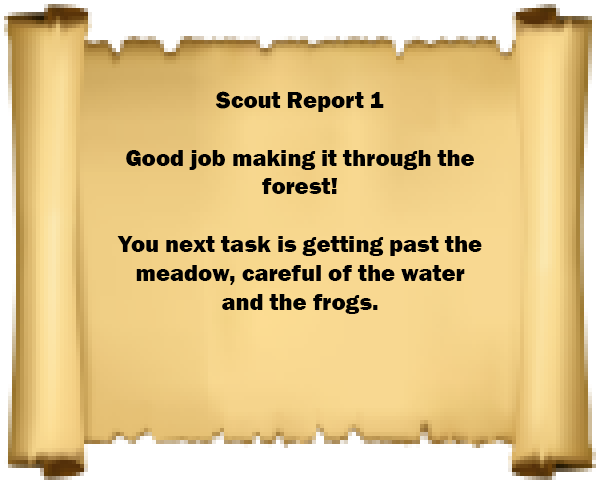 Scout Report 1
Good job making it through the
forest!
You next task is getting past the
meadow, careful of the water
and the frogs.